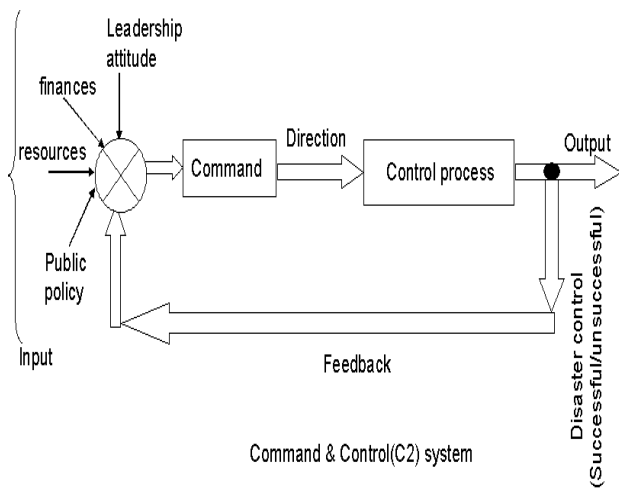 Leadership
attitude
finances
resources
Public
policy
Input
Command
Direction
Control process
Output
Disaster control
(Successful/unsuccessful)
Feedback
Command & Control(C2) system